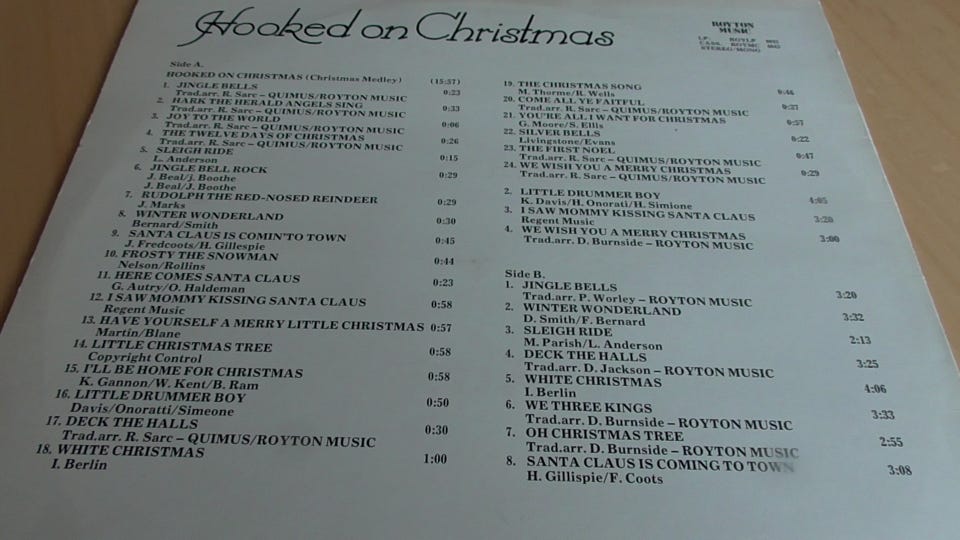 Hooked on Christmas
ROYTON
MUSIC
LP. ROYLP
CASS. ROYMC
STEREO/MONO
Side A.
HOOKED ON CHRISTMAS (Christmas Medley) (15:57)
1. JINGLE BELLS 0:23
Trad.arr. R. Sarc – QUIMUS/ROYTON MUSIC
2. HARK THE HERALD ANGELS SING 0:33
Trad.arr. R. Sarc – QUIMUS/ROYTON MUSIC
3. JOY TO THE WORLD 0:06
Trad.arr. R. Sarc – QUIMUS/ROYTON MUSIC
4. THE TWELVE DAYS OF CHRISTMAS 0:26
Trad.arr. R. Sarc – QUIMUS/ROYTON MUSIC
5. SLEIGH RIDE 0:15
L. Anderson
6. JINGLE BELL ROCK 0:29
J. Beal/j. Boothe
J. Beal/J. Boothe
7. RUDOLPH THE RED-NOSED REINDEER 0:29
J. Marks
8. WINTER WONDERLAND 0:30
Bernard/Smith
9. SANTA CLAUS IS COMIN'TO TOWN 0:45
J. Fredcoots/H. Gillespie
10. FROSTY THE SNOWMAN 0:44
Nelson/Rollins
11. HERE COMES SANTA CLAUS 0:23
G. Autry/O. Haldeman
12. I SAW MOMMY KISSING SANTA CLAUS 0:58
Regent Music
13. HAVE YOURSELF A MERRY LITTLE CHRISTMAS 0:57
Martin/Blane
14. LITTLE CHRISTMAS TREE 0:58
Copyright Control
15. I'LL BE HOME FOR CHRISTMAS 0:58
K. Gannon/W. Kent/B. Ram
16. LITTLE DRUMMER BOY 0:50
Davis/Onoratti/Simeone
17. DECK THE HALLS 0:30
Trad.arr. R. Sarc – QUIMUS/ROYTON MUSIC
18. WHITE CHRISTMAS 1:00
I. Berlin
19. THE CHRISTMAS SONG 0:44
M. Thorme/R. Wells
20. COME ALL YE FAITFUL 0:37
Trad.arr. R. Sarc – QUIMUS/ROYTON MUSIC
21. YOU'RE ALL I WANT FOR CHRISTMAS 0:57
G. Moore/S. Ellis
22. SILVER BELLS 0:22
Livingstone/Evans
23. THE FIRST NOEL 0:47
Trad.arr. R. Sarc – QUIMUS/ROYTON MUSIC
24. WE WISH YOU A MERRY CHRISTMAS 0:29
Trad.arr. R. Sarc – QUIMUS/ROYTON MUSIC
2. LITTLE DRUMMER BOY 4:05
K. Davis/H. Onorati/H. Simione
3. I SAW MOMMY KISSING SANTA CLAUS 3:20
Regent Music
4. WE WISH YOU A MERRY CHRISTMAS 3:00
Trad.arr. D. Burnside – ROYTON MUSIC
Side B.
1. JINGLE BELLS 3:20
Trad.arr. P. Worley – ROYTON MUSIC
2. WINTER WONDERLAND 3:32
D. Smith/F. Bernard
3. SLEIGH RIDE 2:13
M. Parish/L. Anderson
4. DECK THE HALLS 3:25
Trad.arr. D. Jackson – ROYTON MUSIC
5. WHITE CHRISTMAS 4:06
I. Berlin
6. WE THREE KINGS 3:33
Trad.arr. D. Burnside – ROYTON MUSIC
7. OH CHRISTMAS TREE 2:55
Trad.arr. D. Burnside – ROYTON MUSIC
8. SANTA CLAUS IS COMING TO TOWN 3:08
H. Gillispie/F. Coots